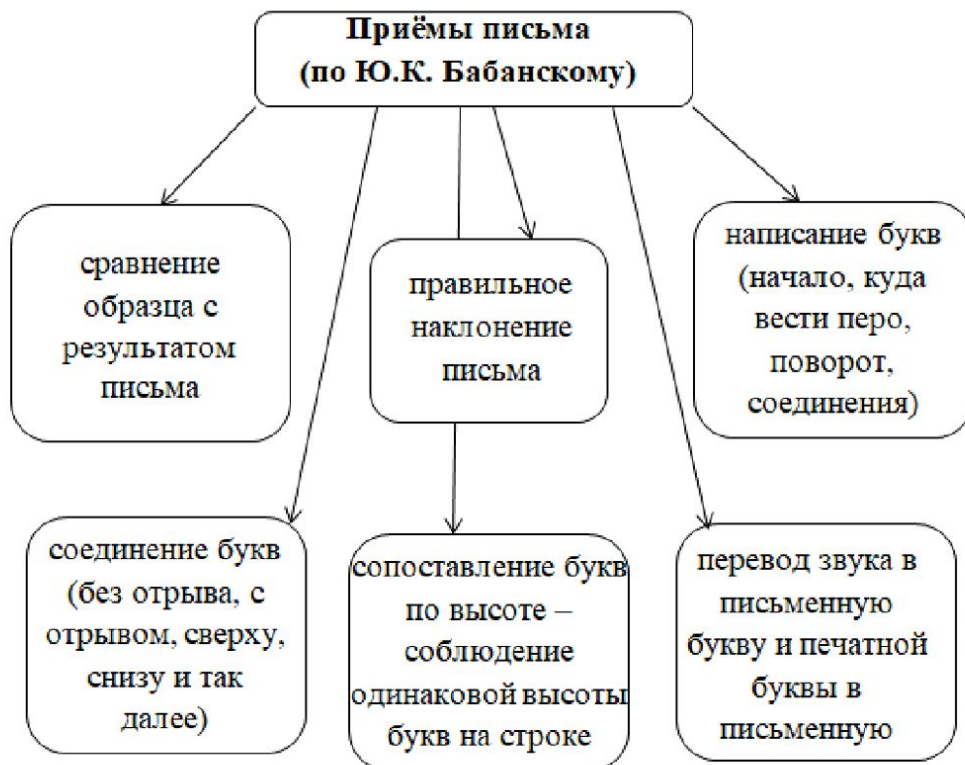 Приёмы письма
(по Ю.К. Бабанскому)
сравнение
образца с
результатом
письма
правильное
наклонение
письма
написание букв
(начало, куда
вести перо,
поворот,
соединения)
соединение букв
(без отрыва, с
отрывом, сверху,
снизу и так
далее)
сопоставление букв
по высоте –
соблюдение
одинаковой высоты
букв на строке
перевод звука в
письменную
букву и печатной
буквы в
письменную